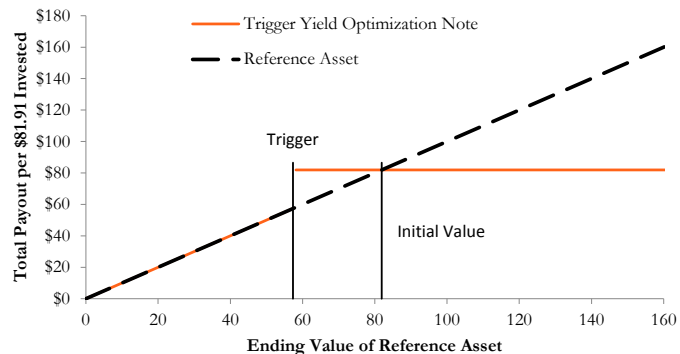 Total Payout per $81.91 Invested
$180
$160
$140
$120
$100
$80
$60
$40
$20
$0
Trigger Yield Optimization Note
Reference Asset
Trigger
Initial Value
0 20 40 60 80 100 120 140 160
Ending Value of Reference Asset